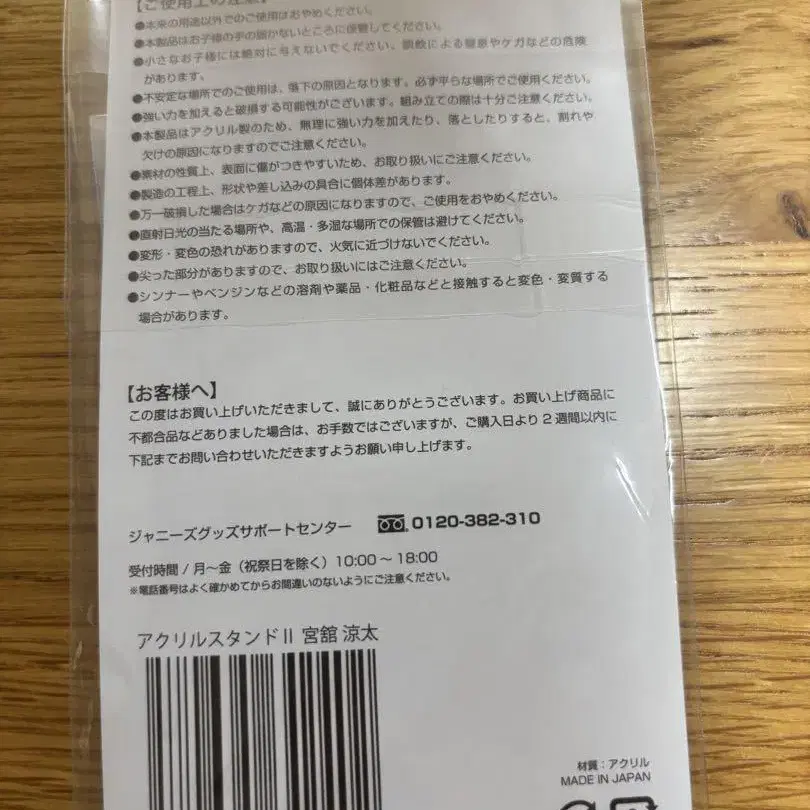 【ご使用上の注意】
●本来の用途以外でのご使用はおやめください。
●本製品はお子様の手の届かないところに保管してください。
●小さなお子様には絶対に与えないでください。誤飲による窒息やケガなどの危険
があります。
●不安定な場所でのご使用は、落下の原因となります。必ず平らな場所でご使用ください。
●強い力を加えると破損する可能性がございます。組み立ての際は十分ご注意ください。
●本製品はアクリル製のため、無理に強い力を加えたり、落としたりすると、割れや
欠けの原因になりますのでご注意ください。
●素材の性質上、表面に傷がつきやすいため、お取り扱いにご注意ください。
●製造の工程上、形状や差し込みの具合に個体差があります。
●万一破損した場合はケガなどの原因になりますので、ご使用をおやめください。
●直射日光の当たる場所や、高温・多湿な場所での保管は避けてください。
●変形・変色の恐れがありますので、火気に近づけないでください。
●尖った部分がありますので、お取り扱いにはご注意ください。
●シンナーやベンジンなどの溶剤や薬品・化粧品などと接触すると変色・変質する
場合があります。
【お客様へ】
この度はお買い上げいただきまして、誠にありがとうございます。お買い上げ商品に
不都合品などありました場合は、お手数ではございますが、ご購入日より2週間以内に
下記までお問い合わせいただきますようお願い申し上げます。
ジャニーズグッズサポートセンター 0120-382-310
受付時間 / 月〜金（祝祭日を除く）10:00〜18:00
※電話番号はよく確かめてからお間違いのないようにご注意ください。
アクリルスタンドⅡ 宮舘 涼太
材質：アクリル
MADE IN JAPAN